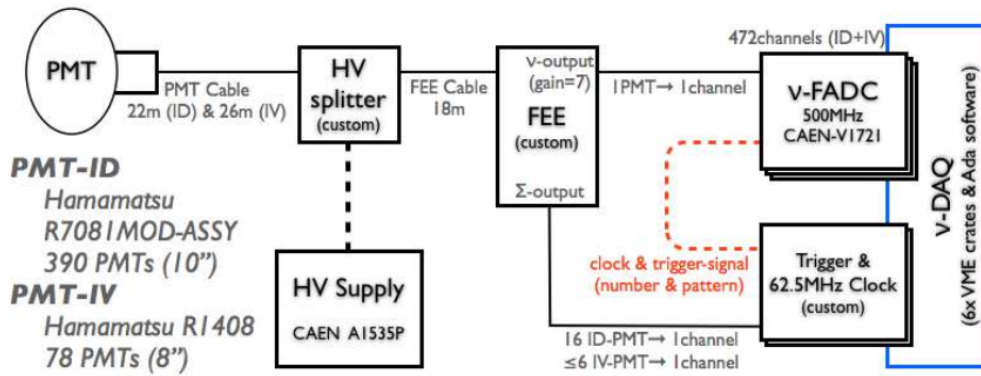 PMT
PMT Cable
22m (ID) & 26m (IV)
HV
splitter
(custom)
FEE Cable
18m
ν-output
(gain=7)
FEE
(custom)
Σ-output
1PMT→ 1channel
472channels (ID+IV)
ν-FADC
500MHz
CAEN-V1721
ν-DAQ
(6x VME crates & Ada software)
PMT-ID
Hamamatsu
R7081MOD-ASSY
390 PMTs (10”)
PMT-IV
Hamamatsu R1408
78 PMTs (8”)
HV Supply
CAEN A1535P
clock & trigger-signal
(number & pattern)
Trigger &
62.5MHz Clock
(custom)
16 ID-PMT→ 1channel
≤6 IV-PMT→ 1channel